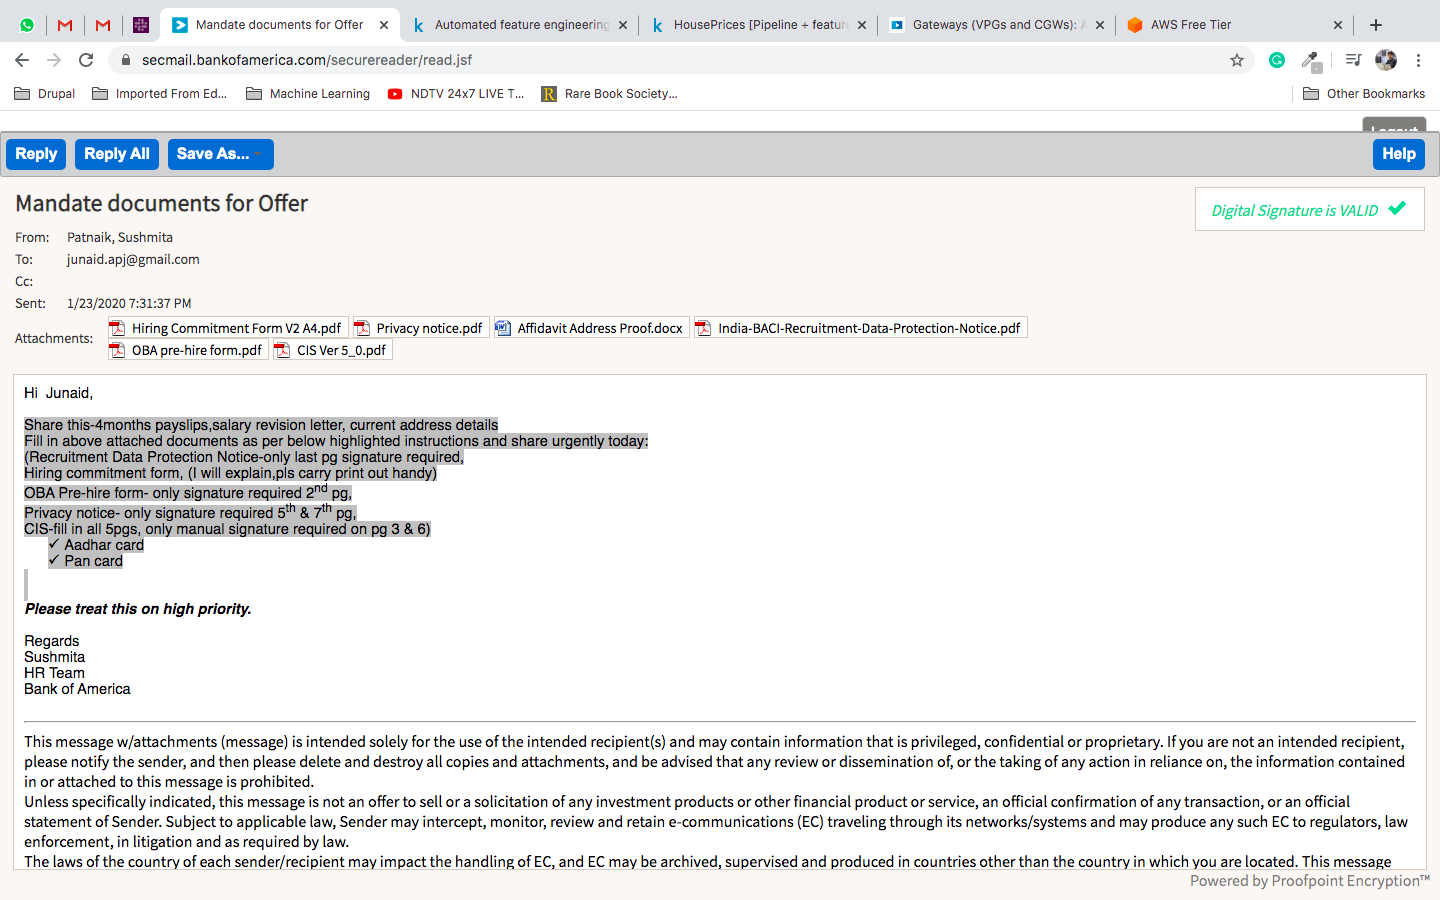 Mandate documents for Offer
Automated feature engineering
HousePrices [Pipeline + featur
Gateways (VPGs and CGWs): A
AWS Free Tier
secmail.bankofamerica.com/securereader/read.jsf
Drupal
Imported From Ed...
Machine Learning
NDTV 24x7 LIVE T...
Rare Book Society...
Other Bookmarks
Logout
Reply
Reply All
Save As...
Help
Mandate documents for Offer
Digital Signature is VALID
From: Patnaik, Sushmita
To: junaid.apj@gmail.com
Cc:
Sent: 1/23/2020 7:31:37 PM
Attachments: Hiring Commitment Form V2 A4.pdf Privacy notice.pdf Affidavit Address Proof.docx India-BACI-Recruitment-Data-Protection-Notice.pdf
OBA pre-hire form.pdf CIS Ver 5_0.pdf
Hi Junaid,
Share this-4months payslips,salary revision letter, current address details
Fill in above attached documents as per below highlighted instructions and share urgently today:
(Recruitment Data Protection Notice-only last pg signature required,
Hiring commitment form, (I will explain,pls carry print out handy)
OBA Pre-hire form- only signature required 2nd pg,
Privacy notice- only signature required 5th & 7th pg,
CIS-fill in all 5pgs, only manual signature required on pg 3 & 6)
✓ Aadhar card
✓ Pan card
Please treat this on high priority.
Regards
Sushmita
HR Team
Bank of America
This message w/attachments (message) is intended solely for the use of the intended recipient(s) and may contain information that is privileged, confidential or proprietary. If you are not an intended recipient,
please notify the sender, and then please delete and destroy all copies and attachments, and be advised that any review or dissemination of, or the taking of any action in reliance on, the information contained
in or attached to this message is prohibited.
Unless specifically indicated, this message is not an offer to sell or a solicitation of any investment products or other financial product or service, an official confirmation of any transaction, or an official
statement of Sender. Subject to applicable law, Sender may intercept, monitor, review and retain e-communications (EC) traveling through its networks/systems and may produce any such EC to regulators, law
enforcement, in litigation and as required by law.
The laws of the country of each sender/recipient may impact the handling of EC, and EC may be archived, supervised and produced in countries other than the country in which you are located. This message
Powered by Proofpoint Encryption™